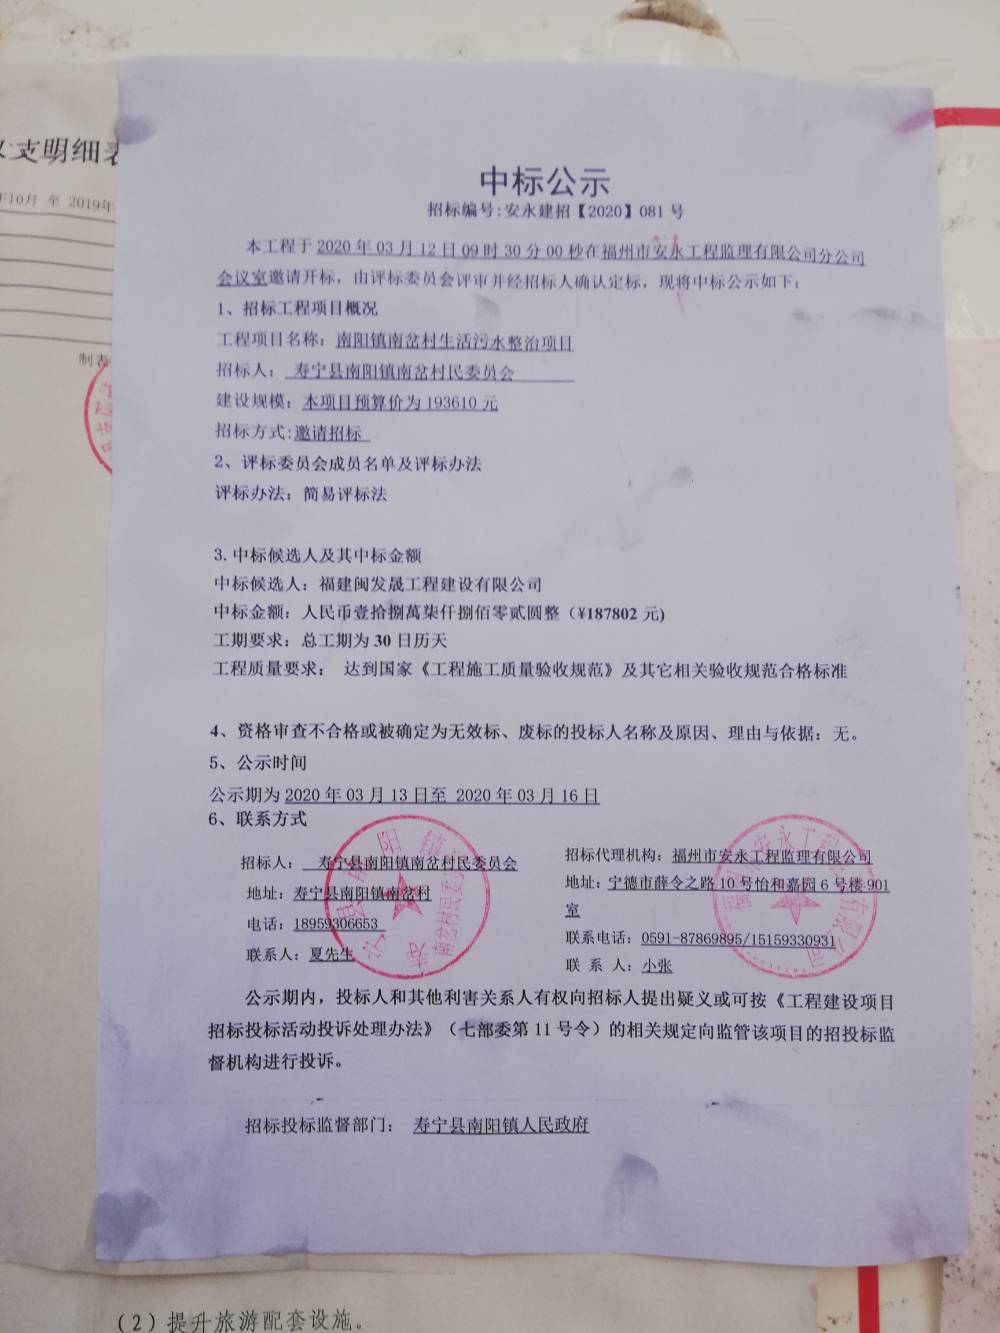 支明细
10月 至 2019年
制表
中标公示
招标编号:安永建招【2020】081 号
本工程于 2020 年 03 月 12 日 09 时 30 分 00 秒在福州市安永工程监理有限公司分公司
会议室邀请开标，由评标委员会评审并经招标人确认定标，现将中标公示如下：
1、招标工程项目概况
工程项目名称：南阳镇南岔村生活污水整治项目
招标人： 寿宁县南阳镇南岔村民委员会
建设规模：本项目预算价为 193610 元
招标方式:邀请招标
2、评标委员会成员名单及评标办法
评标办法：简易评标法
3.中标候选人及其中标金额
中标候选人：福建闽发晟工程建设有限公司
中标金额：人民币壹拾捌萬柒仟捌佰零贰圆整（¥187802 元)
工期要求：总工期为 30 日历天
工程质量要求： 达到国家《工程施工质量验收规范》及其它相关验收规范合格标准
4、资格审查不合格或被确定为无效标、废标的投标人名称及原因、理由与依据：无。
5、公示时间
公示期为 2020 年 03 月 13 日至 2020 年 03 月 16 日
6、联系方式
招标人： 寿宁县南阳镇南岔村民委员会
地址：寿宁县南阳镇南岔村
电话：18959306653
联系人：夏先生
招标代理机构：福州市安永工程监理有限公司
地址：宁德市薛令之路 10 号怡和嘉园 6 号楼 901
室
联系电话：0591-87869895/15159330931
联 系 人：小张
公示期内，投标人和其他利害关系人有权向招标人提出疑义或可按《工程建设项目
招标投标活动投诉处理办法》（七部委第 11 号令）的相关规定向监管该项目的招投标监
督机构进行投诉。
招标投标监督部门： 寿宁县南阳镇人民政府
（2）提升旅游配套设施。